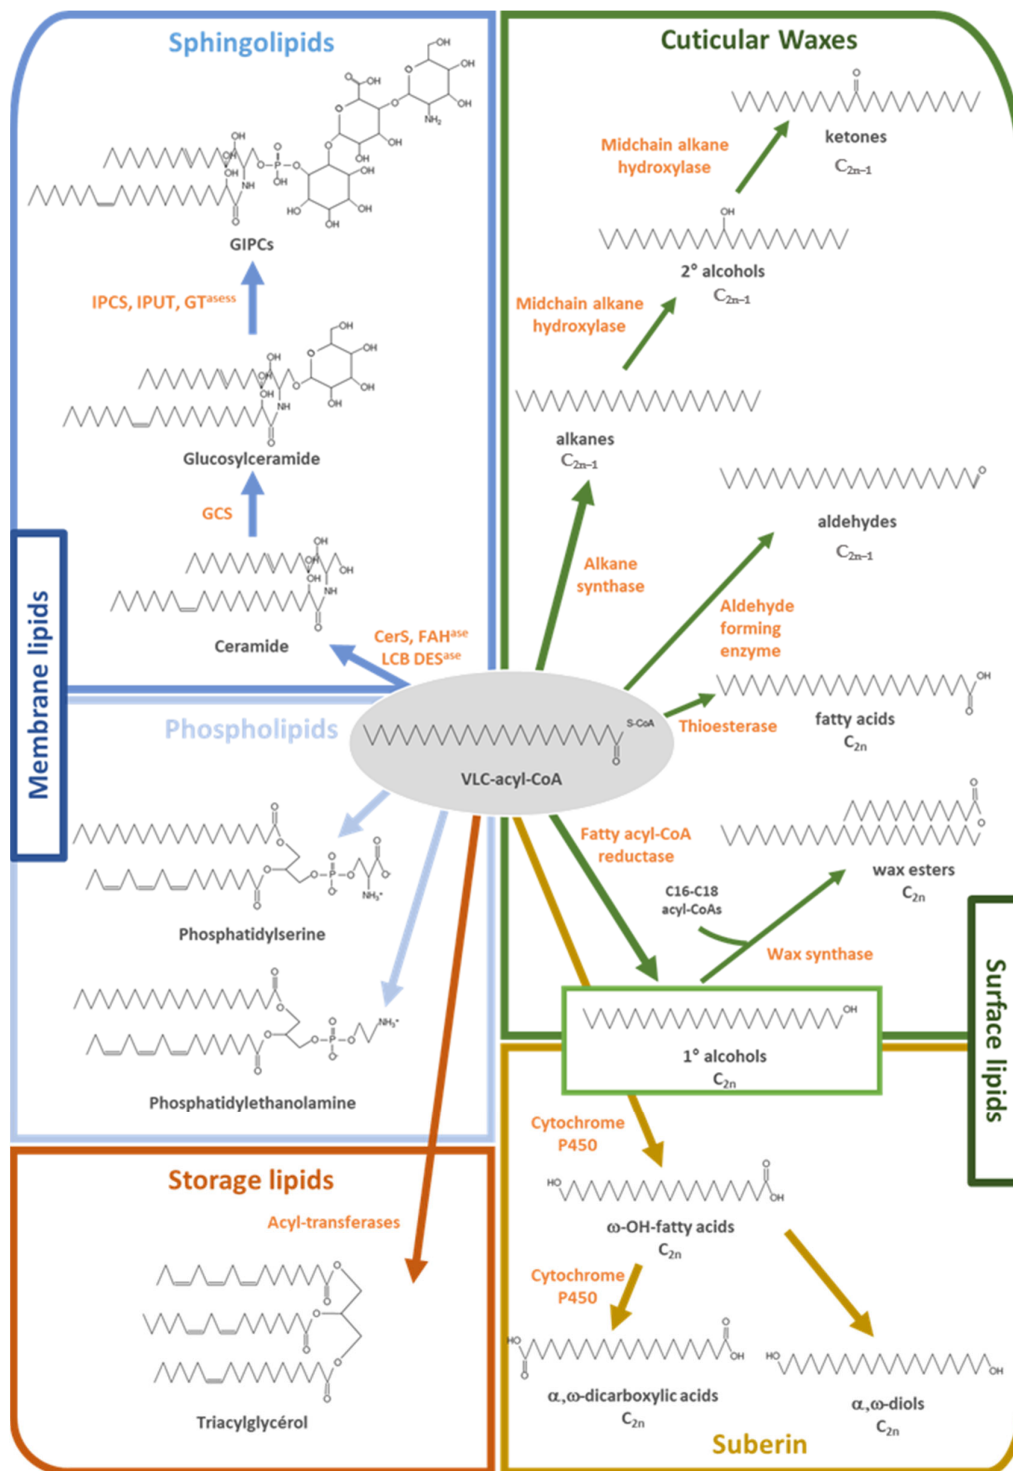 Sphingolipids
GIPCs
IPCS, IPUT, GTasess
Glucosylceramide
GCS
Ceramide
CerS, FAHase
LCB DESase
Membrane lipids
Phospholipids
Phosphatidylserine
Phosphatidylethanolamine
Storage lipids
Acyl-transferases
Triacylglycérol
S-CoA
VLC-acyl-CoA
Cuticular Waxes
ketones
C2n–1
Midchain alkane
hydroxylase
2° alcohols
C2n–1
Midchain alkane
hydroxylase
alkanes
C2n–1
aldehydes
C2n–1
Alkane
synthase
Aldehyde
forming
enzyme
fatty acids
C2n
Thioesterase
Fatty acyl-CoA
reductase
wax esters
C2n
C16-C18
acyl-CoAs
Wax synthase
1° alcohols
C2n
Surface lipids
Cytochrome
P450
ω-OH-fatty acids
C2n
Cytochrome
P450
α,ω-dicarboxylic acids
C2n
α,ω-diols
C2n
Suberin